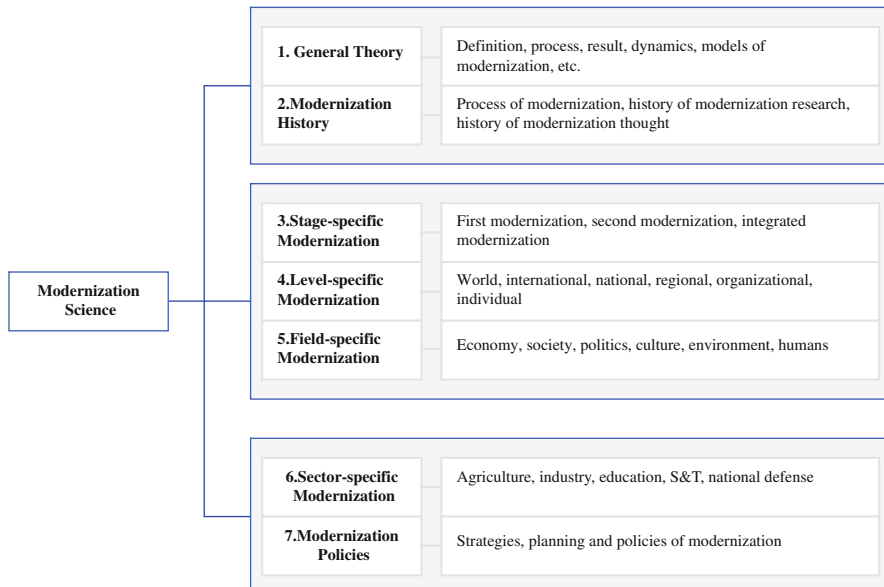 1. General Theory
Definition, process, result, dynamics, models of
modernization, etc.
2.Modernization
History
Process of modernization, history of modernization research,
history of modernization thought
3.Stage-specific
Modernization
First modernization, second modernization, integrated
modernization
Modernization
Science
4.Level-specific
Modernization
World, international, national, regional, organizational,
individual
5.Field-specific
Modernization
Economy, society, politics, culture, environment, humans
6.Sector-specific
Modernization
Agriculture, industry, education, S&T, national defense
7.Modernization
Policies
Strategies, planning and policies of modernization